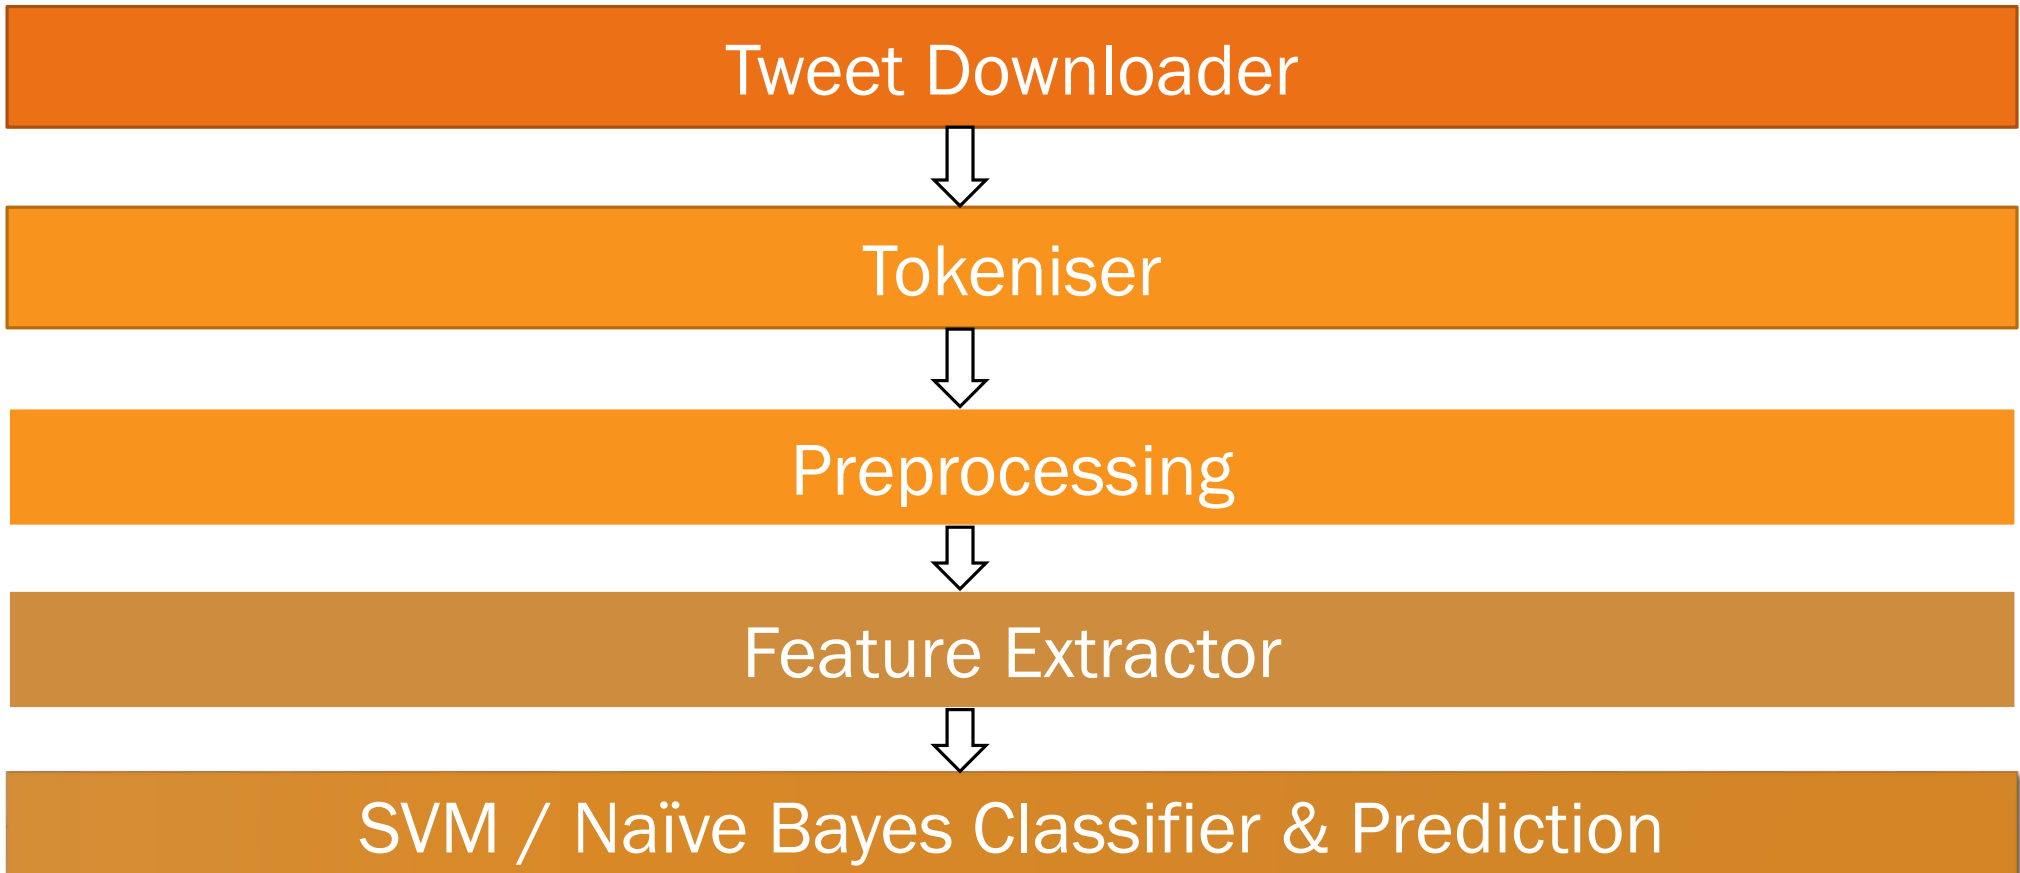 Tweet Downloader
Tokeniser
Preprocessing
Feature Extractor
SVM / Naïve Bayes Classifier & Prediction